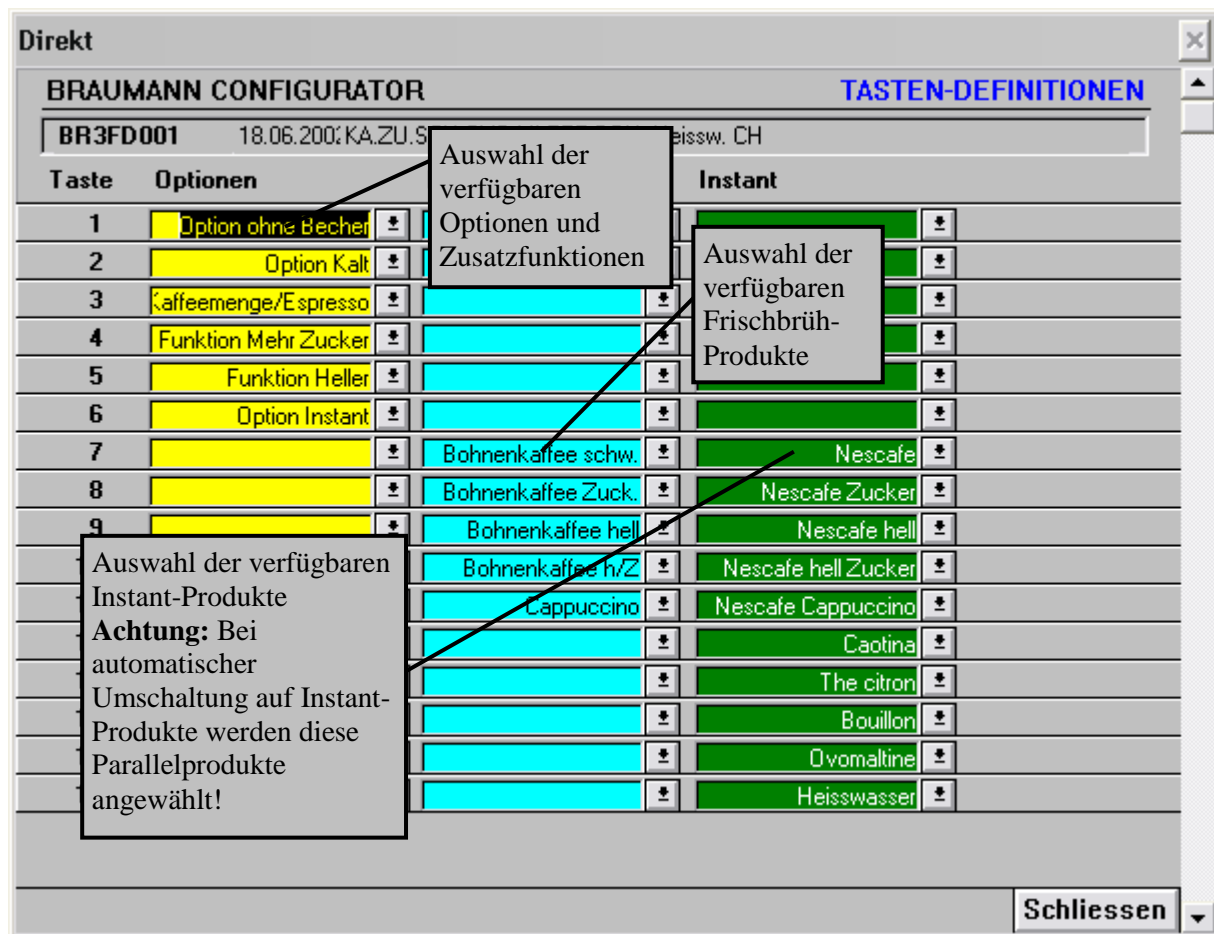 Direkt
BRAUMANN CONFIGURATOR TASTEN-DEFINITIONEN
BR3FD001 18.06.200 KA.ZU.S ssw. CH
Taste Optionen Instant
1 Option ohne Becher
2 Option Kalt
3 Kaffeemenge/Espresso
4 Funktion Mehr Zucker
5 Funktion Heller
6 Option Instant
7 Bohnenkaffee schw. Nescafe
8 Bohnenkaffee Zuck. Nescafe Zucker
9 Bohnenkaffee hell Nescafe hell
Bohnenkaffee h/Z Nescafe hell Zucker
Cappuccino Nescafe Cappuccino
Caotina
The citron
Bouillon
Ovomaltine
Heisswasser
Auswahl der
verfügbaren
Optionen und
Zusatzfunktionen
Auswahl der
verfügbaren
Frischbrüh-
Produkte
Auswahl der verfügbaren
Instant-Produkte
Achtung: Bei
automatischer
Umschaltung auf Instant-
Produkte werden diese
Parallelprodukte
angewählt!
Schliessen